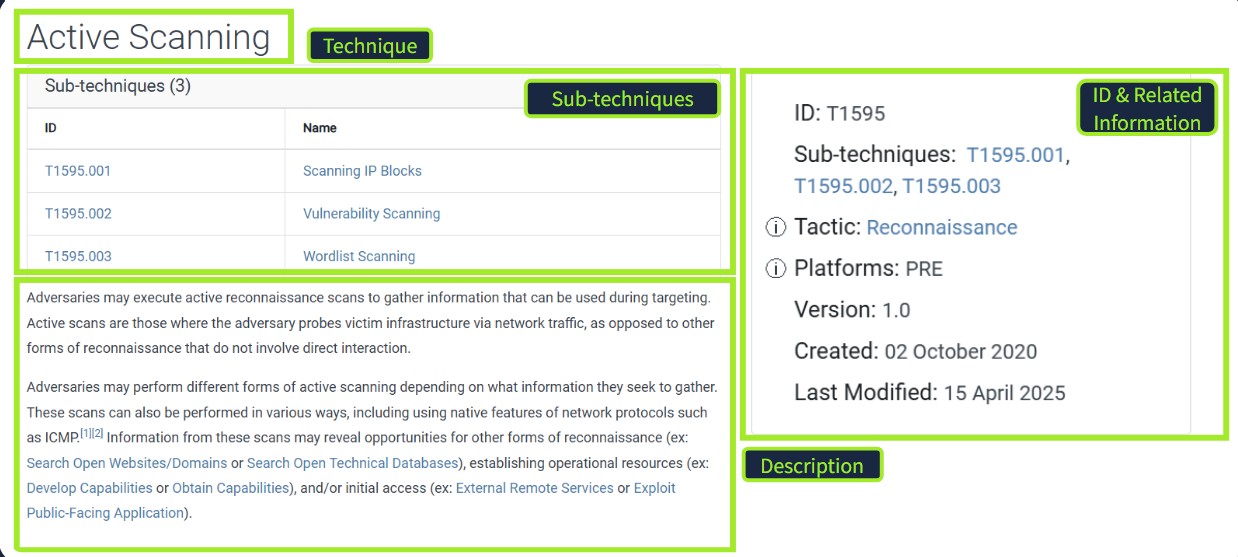 Active Scanning
Technique
Sub-techniques (3)
Sub-techniques
ID Name
T1595.001 Scanning IP Blocks
T1595.002 Vulnerability Scanning
T1595.003 Wordlist Scanning
Adversaries may execute active reconnaissance scans to gather information that can be used during targeting.
Active scans are those where the adversary probes victim infrastructure via network traffic, as opposed to other
forms of reconnaissance that do not involve direct interaction.
Adversaries may perform different forms of active scanning depending on what information they seek to gather.
These scans can also be performed in various ways, including using native features of network protocols such
as ICMP.[1][2] Information from these scans may reveal opportunities for other forms of reconnaissance (ex:
Search Open Websites/Domains or Search Open Technical Databases), establishing operational resources (ex:
Develop Capabilities or Obtain Capabilities), and/or initial access (ex: External Remote Services or Exploit
Public-Facing Application).
ID & Related
Information
ID: T1595
Sub-techniques: T1595.001,
T1595.002, T1595.003
Tactic: Reconnaissance
Platforms: PRE
Version: 1.0
Created: 02 October 2020
Last Modified: 15 April 2025
Description